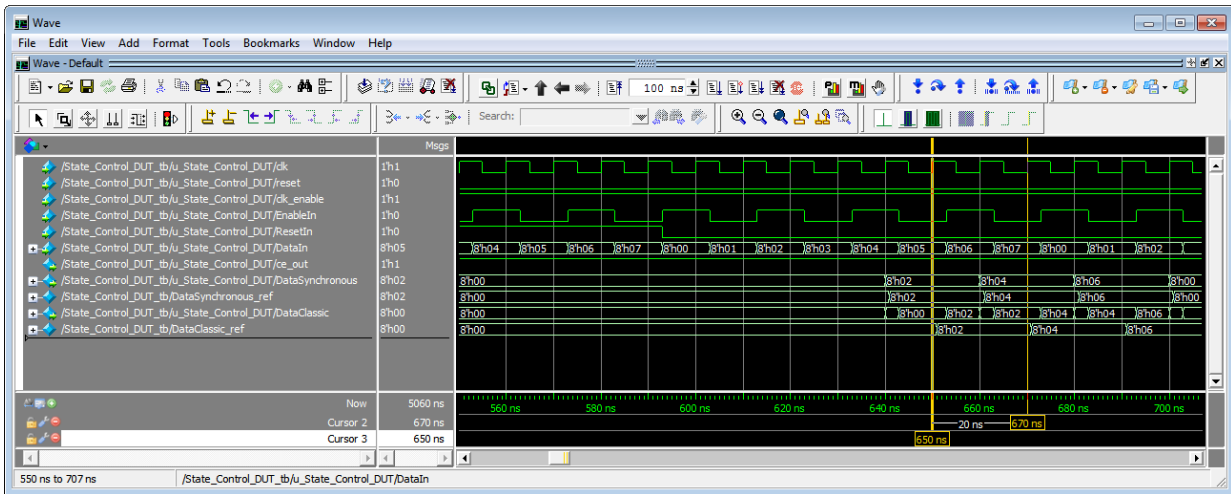 Wave
File Edit View Add Format Tools Bookmarks Window Help
Wave - Default
100 ns
Search:
Msgs
/State_Control_DUT_tb/u_State_Control_DUT/clk 1'h1
/State_Control_DUT_tb/u_State_Control_DUT/reset 1'h0
/State_Control_DUT_tb/u_State_Control_DUT/clk_enable 1'h1
/State_Control_DUT_tb/u_State_Control_DUT/EnableIn 1'h0
/State_Control_DUT_tb/u_State_Control_DUT/ResetIn 1'h0
/State_Control_DUT_tb/u_State_Control_DUT/DataIn 8'h05 8'h04 8'h05 8'h06 8'h07 8'h00 8'h01 8'h02 8'h03 8'h04 8'h05 8'h06 8'h07 8'h00 8'h01 8'h02
/State_Control_DUT_tb/u_State_Control_DUT/ce_out 1'h1
/State_Control_DUT_tb/u_State_Control_DUT/DataSynchronous 8'h02 8'h00 8'h02 8'h04 8'h06 8'h00
/State_Control_DUT_tb/DataSynchronous_ref 8'h02 8'h00 8'h02 8'h04 8'h06 8'h00
/State_Control_DUT_tb/u_State_Control_DUT/DataClassic 8'h00 8'h00 8'h00 8'h02 8'h02 8'h04 8'h04 8'h06
/State_Control_DUT_tb/DataClassic_ref 8'h00 8'h00 8'h02 8'h04 8'h06
Now 5060 ns 560 ns 580 ns 600 ns 620 ns 640 ns 660 ns 680 ns 700 ns
Cursor 2 670 ns 20 ns 670 ns
Cursor 3 650 ns 650 ns
550 ns to 707 ns /State_Control_DUT_tb/u_State_Control_DUT/DataIn